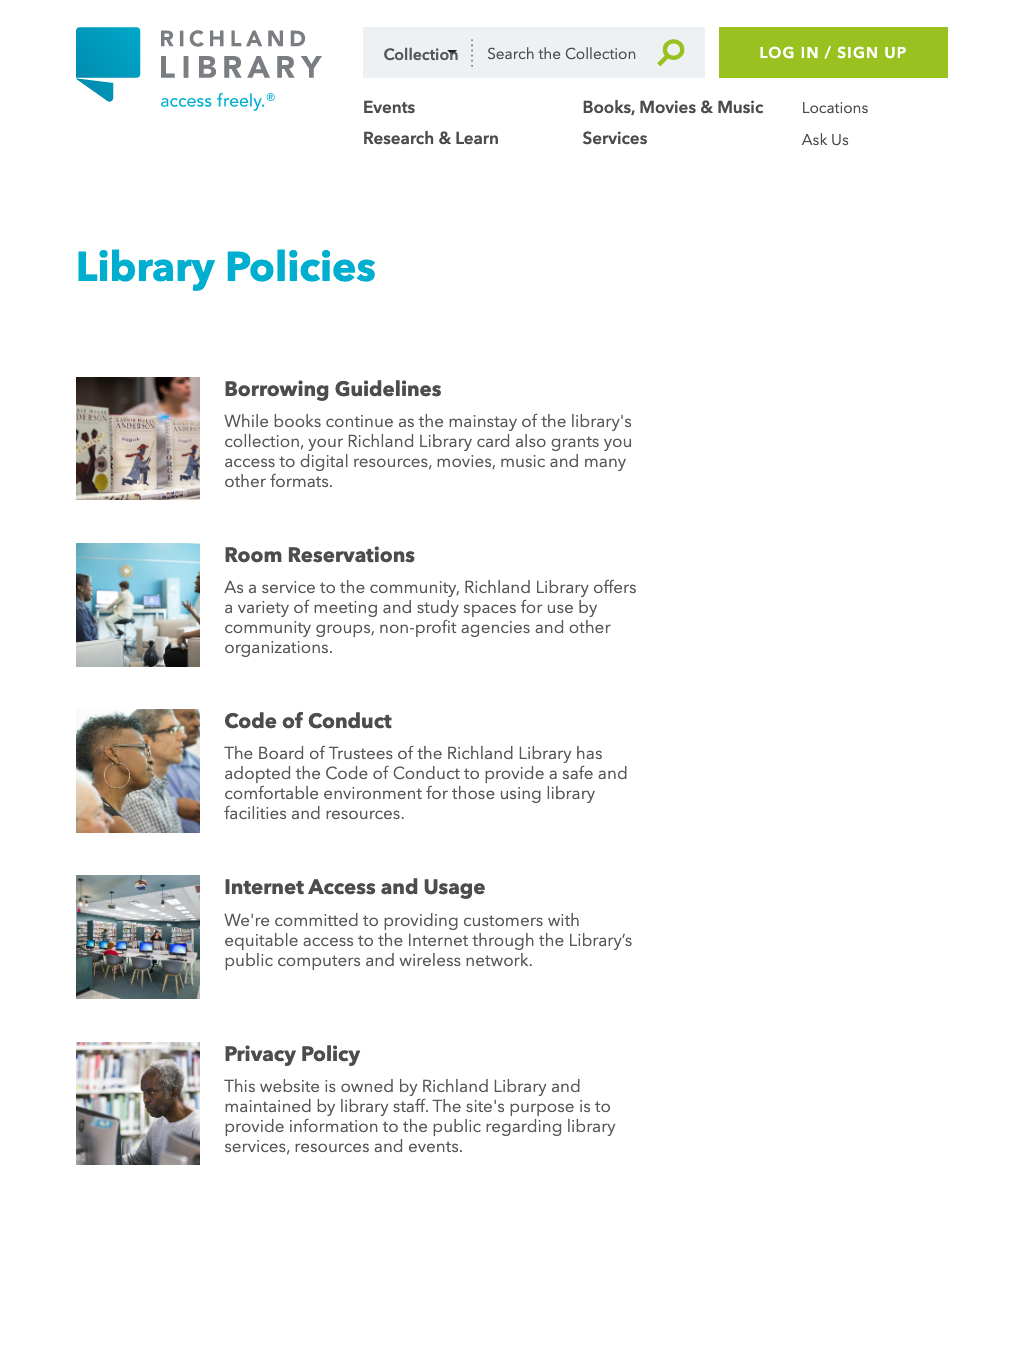 RICHLAND
LIBRARY
access freely.®
Collection
Search the Collection
LOG IN / SIGN UP
Events
Books, Movies & Music
Locations
Research & Learn
Services
Ask Us
Library Policies
Borrowing Guidelines
While books continue as the mainstay of the library's
collection, your Richland Library card also grants you
access to digital resources, movies, music and many
other formats.
ANDERSON
FORGE
Room Reservations
As a service to the community, Richland Library offers
a variety of meeting and study spaces for use by
community groups, non-profit agencies and other
organizations.
Code of Conduct
The Board of Trustees of the Richland Library has
adopted the Code of Conduct to provide a safe and
comfortable environment for those using library
facilities and resources.
Internet Access and Usage
We're committed to providing customers with
equitable access to the Internet through the Library’s
public computers and wireless network.
Privacy Policy
This website is owned by Richland Library and
maintained by library staff. The site's purpose is to
provide information to the public regarding library
services, resources and events.